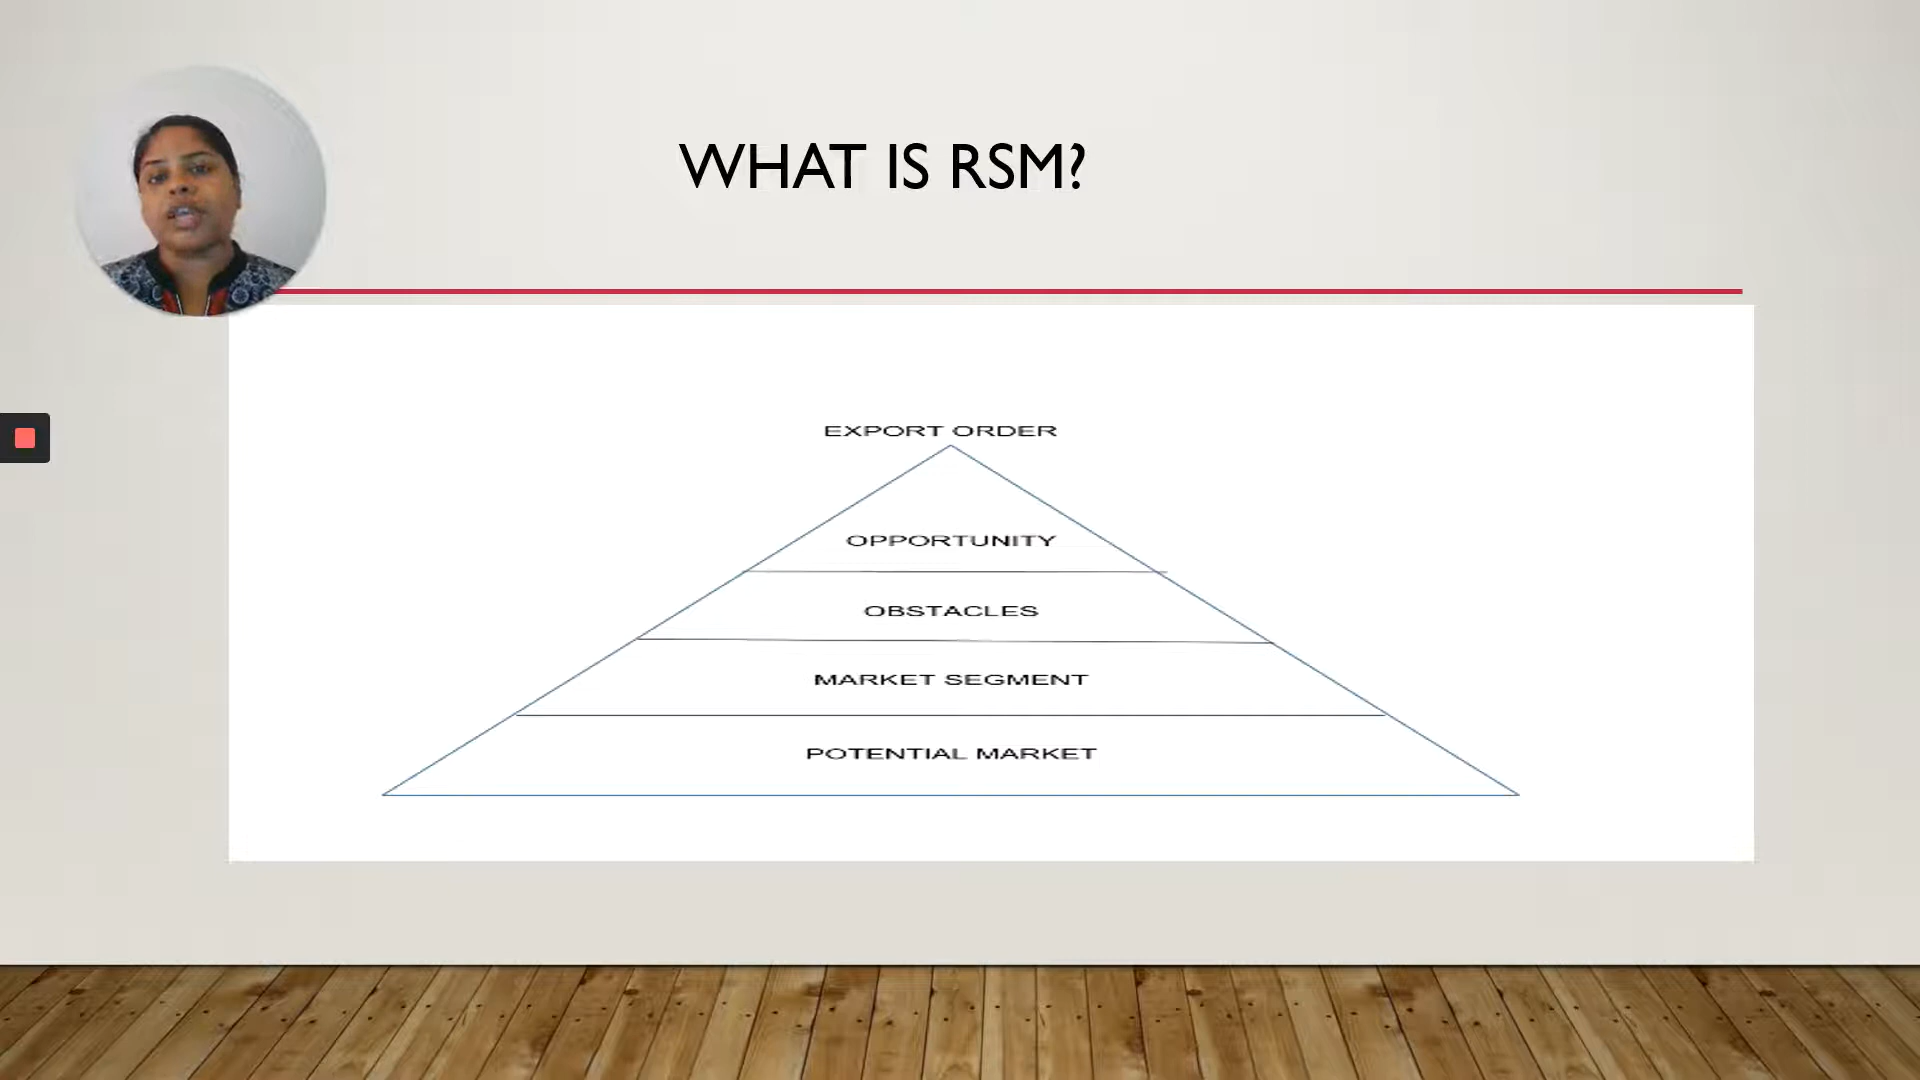 WHAT IS RSM?
EXPORT ORDER
OPPORTUNITY
OBSTACLES
MARKET SEGMENT
POTENTIAL MARKET